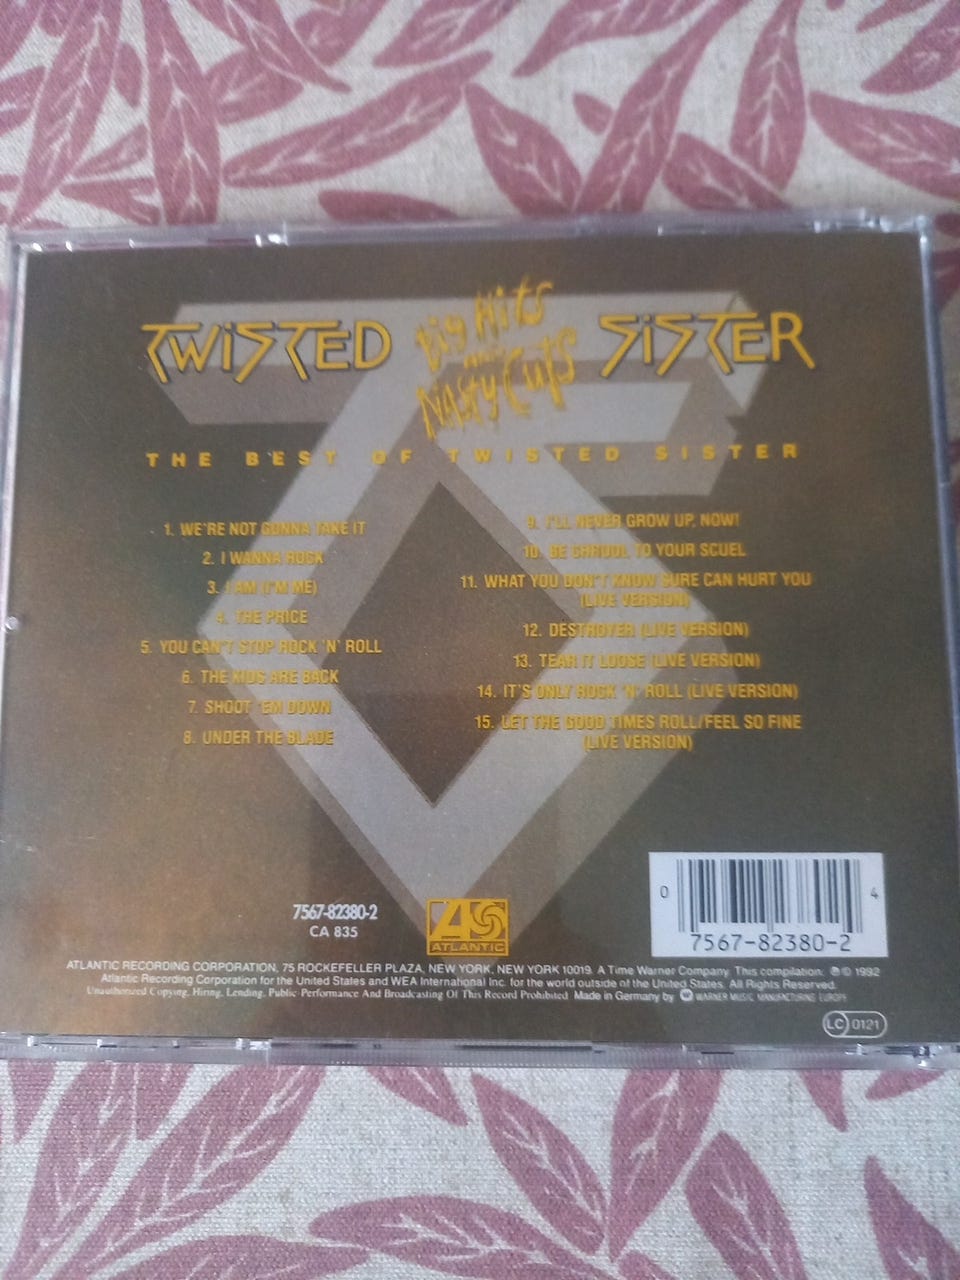 TWISTED Big Hits AND Nasty Cuts SISTER
THE BEST OF TWISTED SISTER
1. WE'RE NOT GONNA TAKE IT
2. I WANNA ROCK
3. I AM (I'M ME)
4. THE PRICE
5. YOU CAN'T STOP ROCK 'N' ROLL
6. THE KIDS ARE BACK
7. SHOOT 'EM DOWN
8. UNDER THE BLADE
9. I'LL NEVER GROW UP, NOW!
10. BE CHROOL TO YOUR SCUEL
11. WHAT YOU DON'T KNOW SURE CAN HURT YOU
(LIVE VERSION)
12. DESTROYER (LIVE VERSION)
13. TEAR IT LOOSE (LIVE VERSION)
14. IT'S ONLY ROCK 'N' ROLL (LIVE VERSION)
15. LET THE GOOD TIMES ROLL/FEEL SO FINE
(LIVE VERSION)
7567-82380-2
CA 835
A
ATLANTIC
0 4
7567-82380-2
ATLANTIC RECORDING CORPORATION, 75 ROCKEFELLER PLAZA, NEW YORK, NEW YORK 10019. A Time Warner Company. This compilation: ℗ © 1992
Atlantic Recording Corporation for the United States and WEA International Inc. for the world outside of the United States. All Rights Reserved.
Unauthorized Copying, Hiring, Lending, Public Performance And Broadcasting Of This Record Prohibited Made in Germany by WARNER MUSIC MANUFACTURING EUROPE
LC 0121